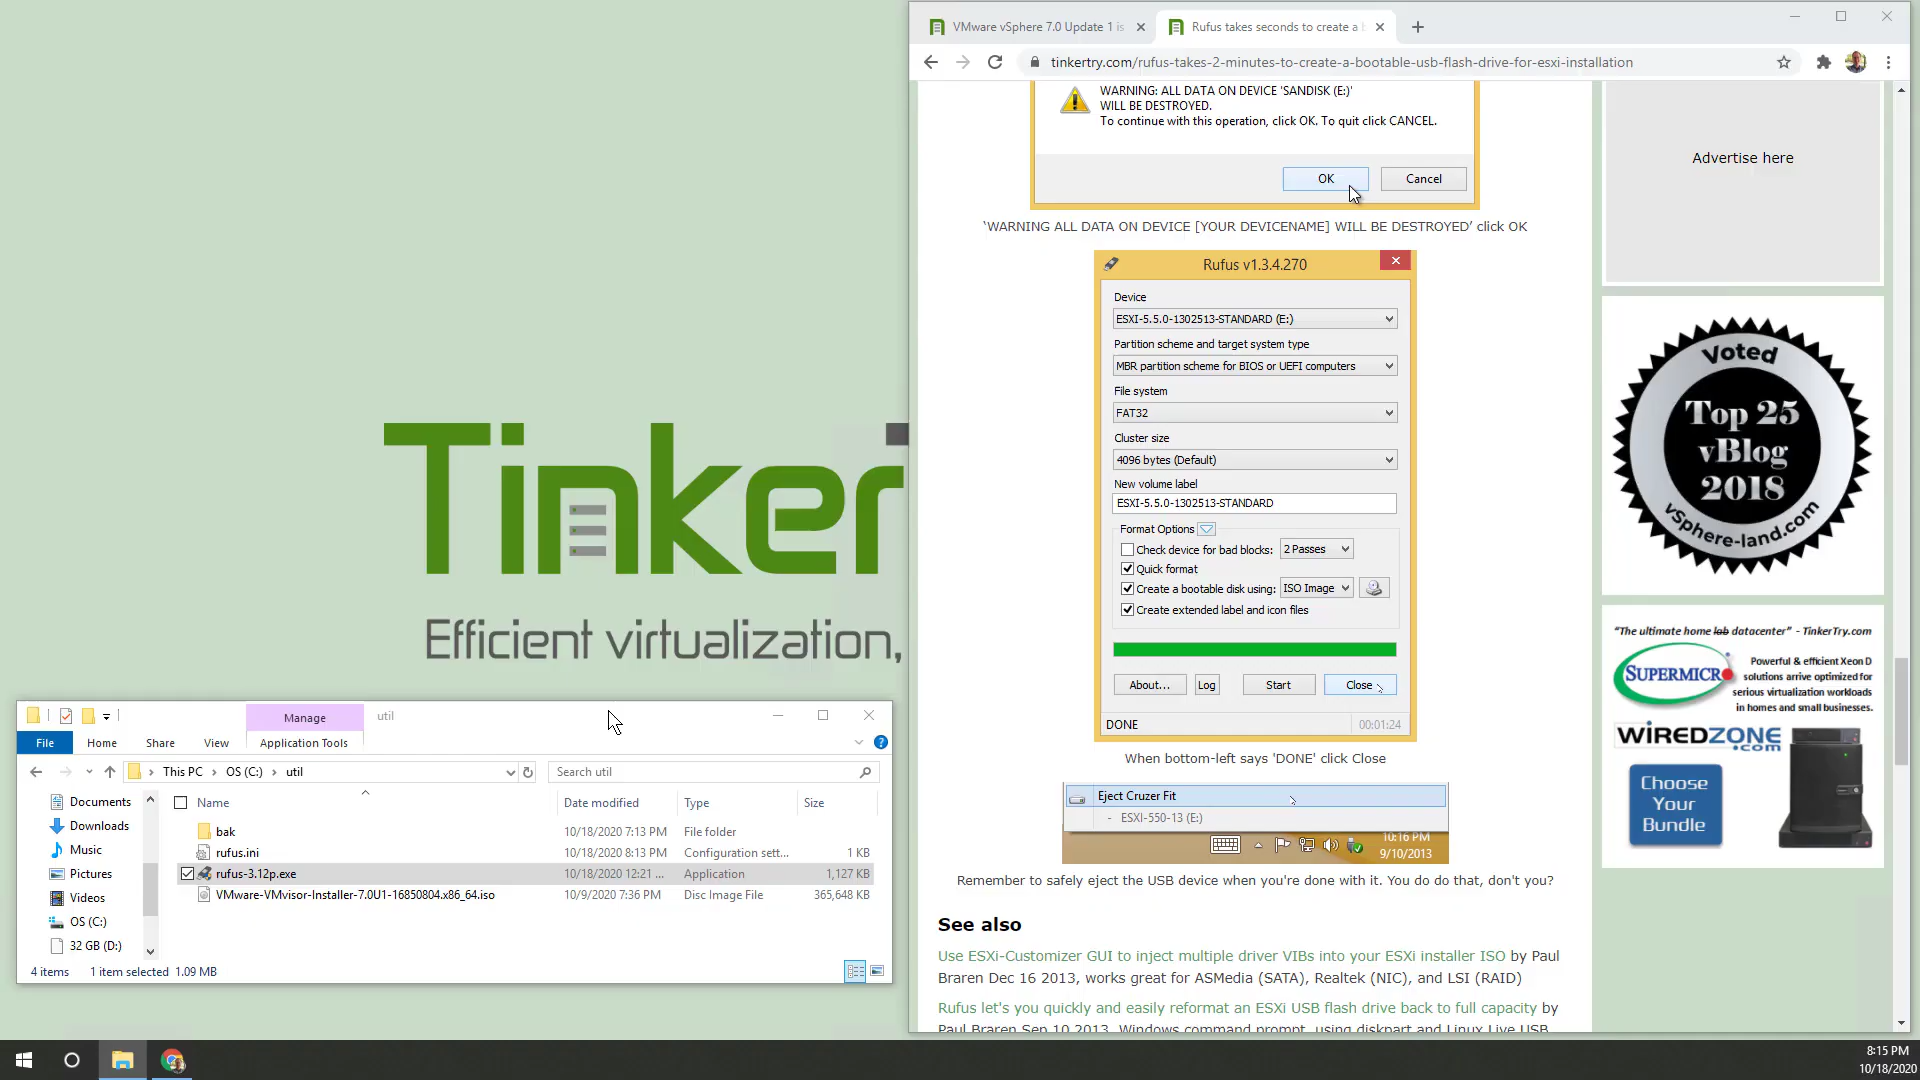 VMware vSphere 7.0 Update 1 is
Rufus takes seconds to create a b
tinkertry.com/rufus-takes-2-minutes-to-create-a-bootable-usb-flash-drive-for-esxi-installation
WARNING: ALL DATA ON DEVICE 'SANDISK (E:)'
WILL BE DESTROYED.
To continue with this operation, click OK. To quit click CANCEL.
OK
Cancel
'WARNING ALL DATA ON DEVICE [YOUR DEVICENAME] WILL BE DESTROYED' click OK
Rufus v1.3.4.270
Device
ESXI-5.5.0-1302513-STANDARD (E:)
Partition scheme and target system type
MBR partition scheme for BIOS or UEFI computers
File system
FAT32
Cluster size
4096 bytes (Default)
New volume label
ESXI-5.5.0-1302513-STANDARD
Format Options
Check device for bad blocks: 2 Passes
Quick format
Create a bootable disk using: ISO Image
Create extended label and icon files
About...
Log
Start
Close
DONE
00:01:24
When bottom-left says 'DONE' click Close
Eject Cruzer Fit
- ESXI-550-13 (E:)
10:16 PM
9/10/2013
Remember to safely eject the USB device when you're done with it. You do do that, don't you?
See also
Use ESXi-Customizer GUI to inject multiple driver VIBs into your ESXi installer ISO by Paul
Braren Dec 16 2013, works great for ASMedia (SATA), Realtek (NIC), and LSI (RAID)
Rufus let's you quickly and easily reformat an ESXi USB flash drive back to full capacity by
Paul Braren Sep 10 2013, Windows command prompt, using diskpart and Linux Live USB
Advertise here
Voted
Top 25
vBlog
2018
vSphere-land.com
"The ultimate home lab datacenter" - TinkerTry.com
SUPERMICRO
Powerful & efficient Xeon D
solutions arrive optimized for
serious virtualization workloads
in homes and small businesses.
WIREDZONE
.com
Choose
Your
Bundle
Tinker
Efficient virtualization,
Manage
util
File
Home
Share
View
Application Tools
This PC
OS (C:)
util
Search util
Documents
Downloads
Music
Pictures
Videos
OS (C:)
32 GB (D:)
Name
Date modified
Type
Size
bak
10/18/2020 7:13 PM
File folder
rufus.ini
10/18/2020 8:13 PM
Configuration sett...
1 KB
rufus-3.12p.exe
10/18/2020 12:21 ...
Application
1,127 KB
VMware-VMvisor-Installer-7.0U1-16850804.x86_64.iso
10/9/2020 7:36 PM
Disc Image File
365,648 KB
4 items
1 item selected 1.09 MB
8:15 PM
10/18/2020